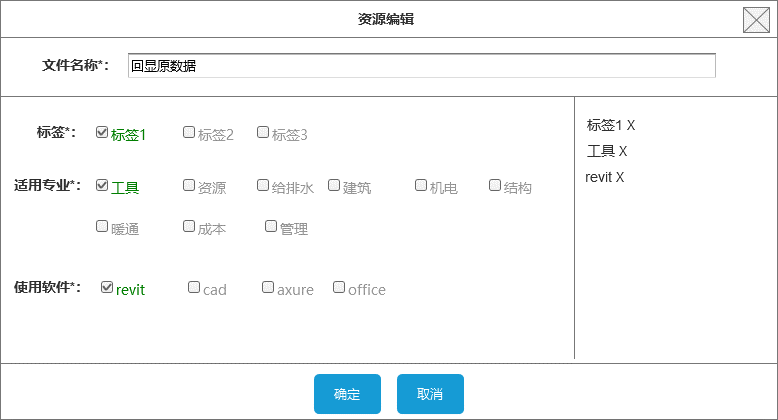 资源编辑
文件名称*： 回显原数据
标签*： 标签1 标签2 标签3
适用专业*： 工具 资源 给排水 建筑 机电 结构
暖通 成本 管理
使用软件*： revit cad axure office
标签1 X
工具 X
revit X
确定 取消